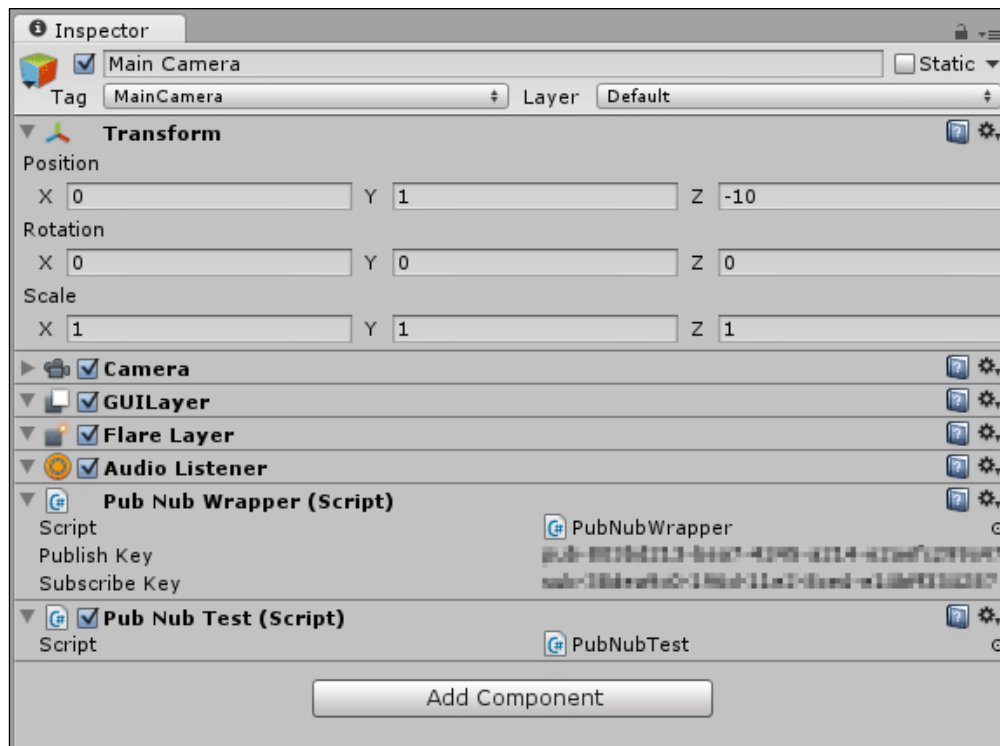 Inspector
Main Camera Static
Tag MainCamera Layer Default
Transform
Position
X 0 Y 1 Z -10
Rotation
X 0 Y 0 Z 0
Scale
X 1 Y 1 Z 1
Camera
GUILayer
Flare Layer
Audio Listener
Pub Nub Wrapper (Script)
Script PubNubWrapper
Publish Key
Subscribe Key
Pub Nub Test (Script)
Script PubNubTest
Add Component